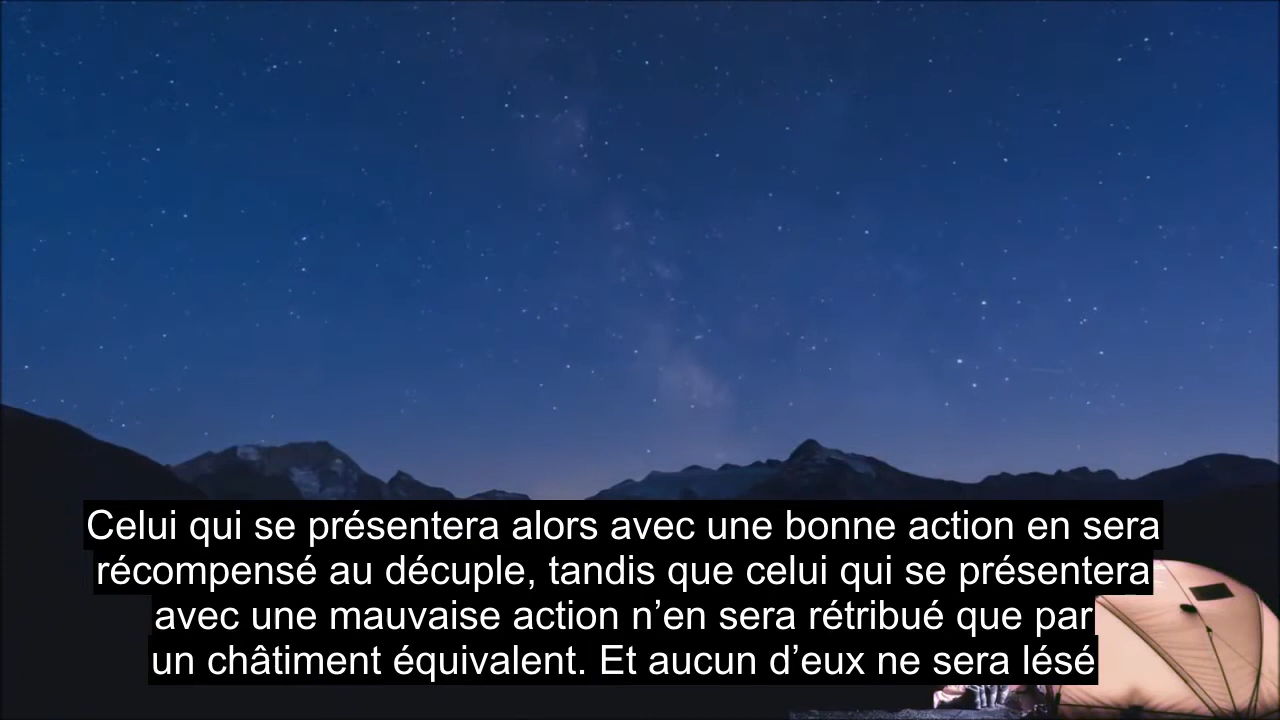 Celui qui se présentera alors avec une bonne action en sera
récompensé au décuple, tandis que celui qui se présentera
avec une mauvaise action n’en sera rétribué que par
un châtiment équivalent. Et aucun d’eux ne sera lésé